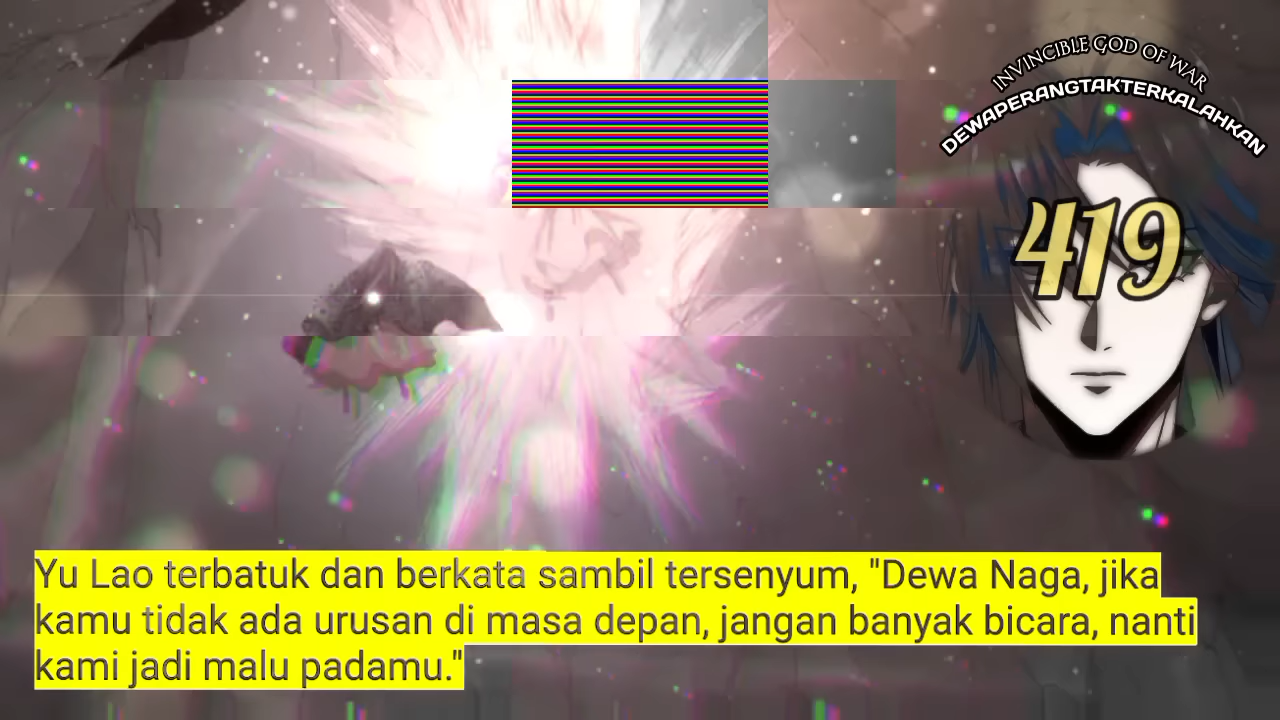 INVINCIBLE GOD OF WAR
DEWAPERANGTAKTERKALAHKAN
419
Yu Lao terbatuk dan berkata sambil tersenyum, "Dewa Naga, jika
kamu tidak ada urusan di masa depan, jangan banyak bicara, nanti
kami jadi malu padamu."